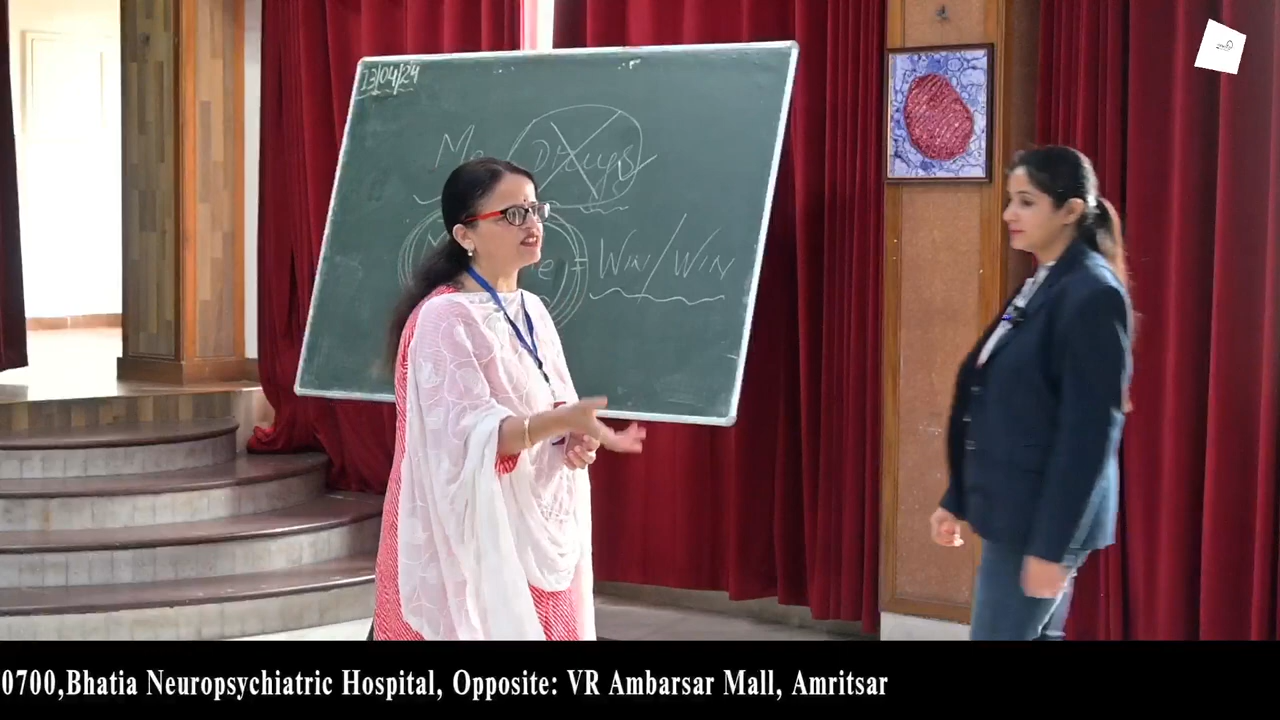 13/04/24
Me / Drugs
= Win/Win
0700,Bhatia Neuropsychiatric Hospital, Opposite: VR Ambarsar Mall, Amritsar